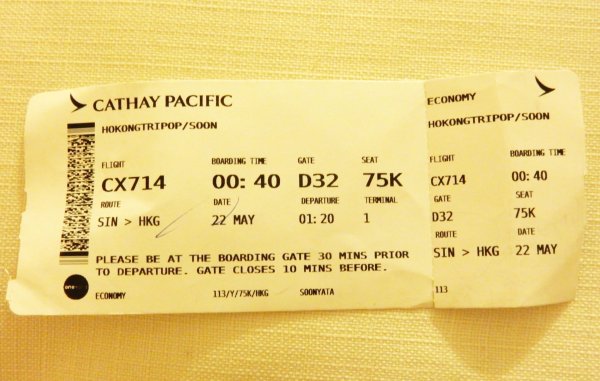 CATHAY PACIFIC
HOKONGTRIPOP/SOON
FLIGHT BOARDING TIME GATE SEAT
CX714 00:40 D32 75K
ROUTE DATE DEPARTURE TERMINAL
SIN > HKG 22 MAY 01:20 1
PLEASE BE AT THE BOARDING GATE 30 MINS PRIOR
TO DEPARTURE. GATE CLOSES 10 MINS BEFORE.
ECONOMY 113/Y/75K/HKG SOONYATA
ECONOMY
HOKONGTRIPOP/SOON
FLIGHT BOARDING TIME
CX714 00:40
GATE SEAT
D32 75K
ROUTE DATE
SIN > HKG 22 MAY
113